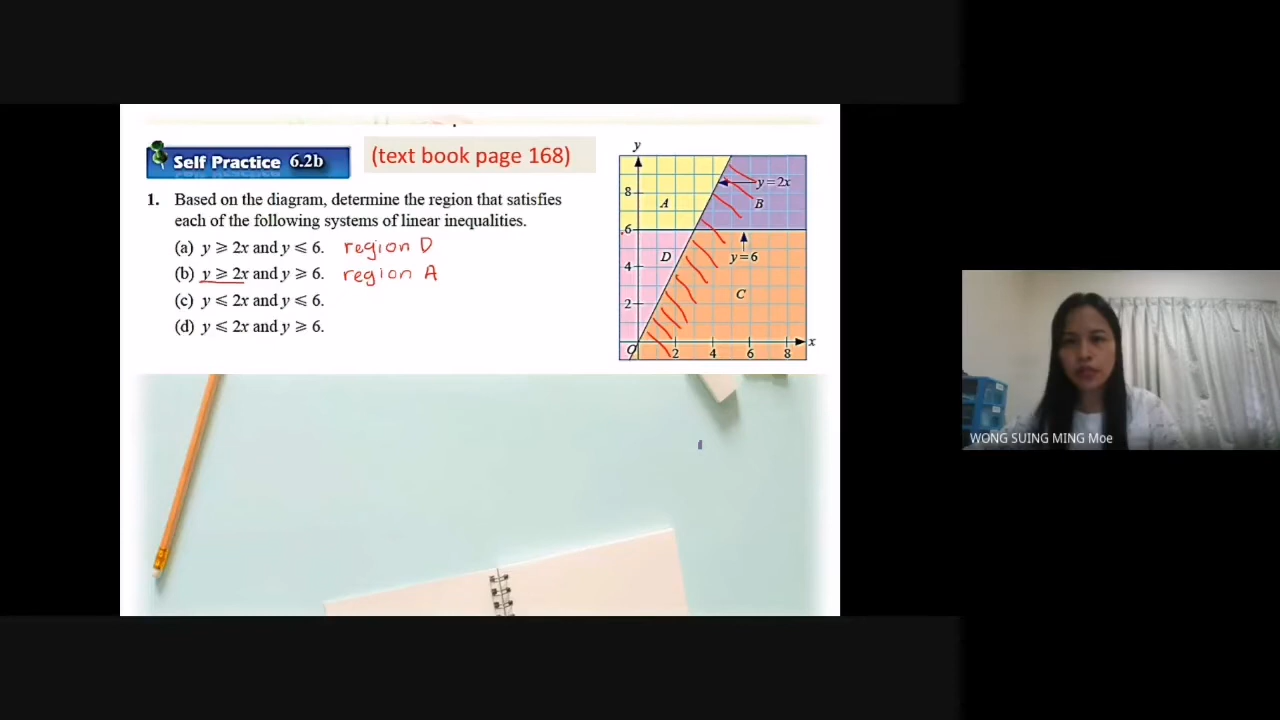 Self Practice 6.2b
(text book page 168)
1. Based on the diagram, determine the region that satisfies
each of the following systems of linear inequalities.
(a) y ⩾ 2x and y ⩽ 6. region D
(b) y ⩾ 2x and y ⩾ 6. region A
(c) y ⩽ 2x and y ⩽ 6.
(d) y ⩽ 2x and y ⩾ 6.
y
8
y = 2x
A
B
6
D
4
y = 6
C
2
O
2 4 6 8 x
WONG SUING MING Moe